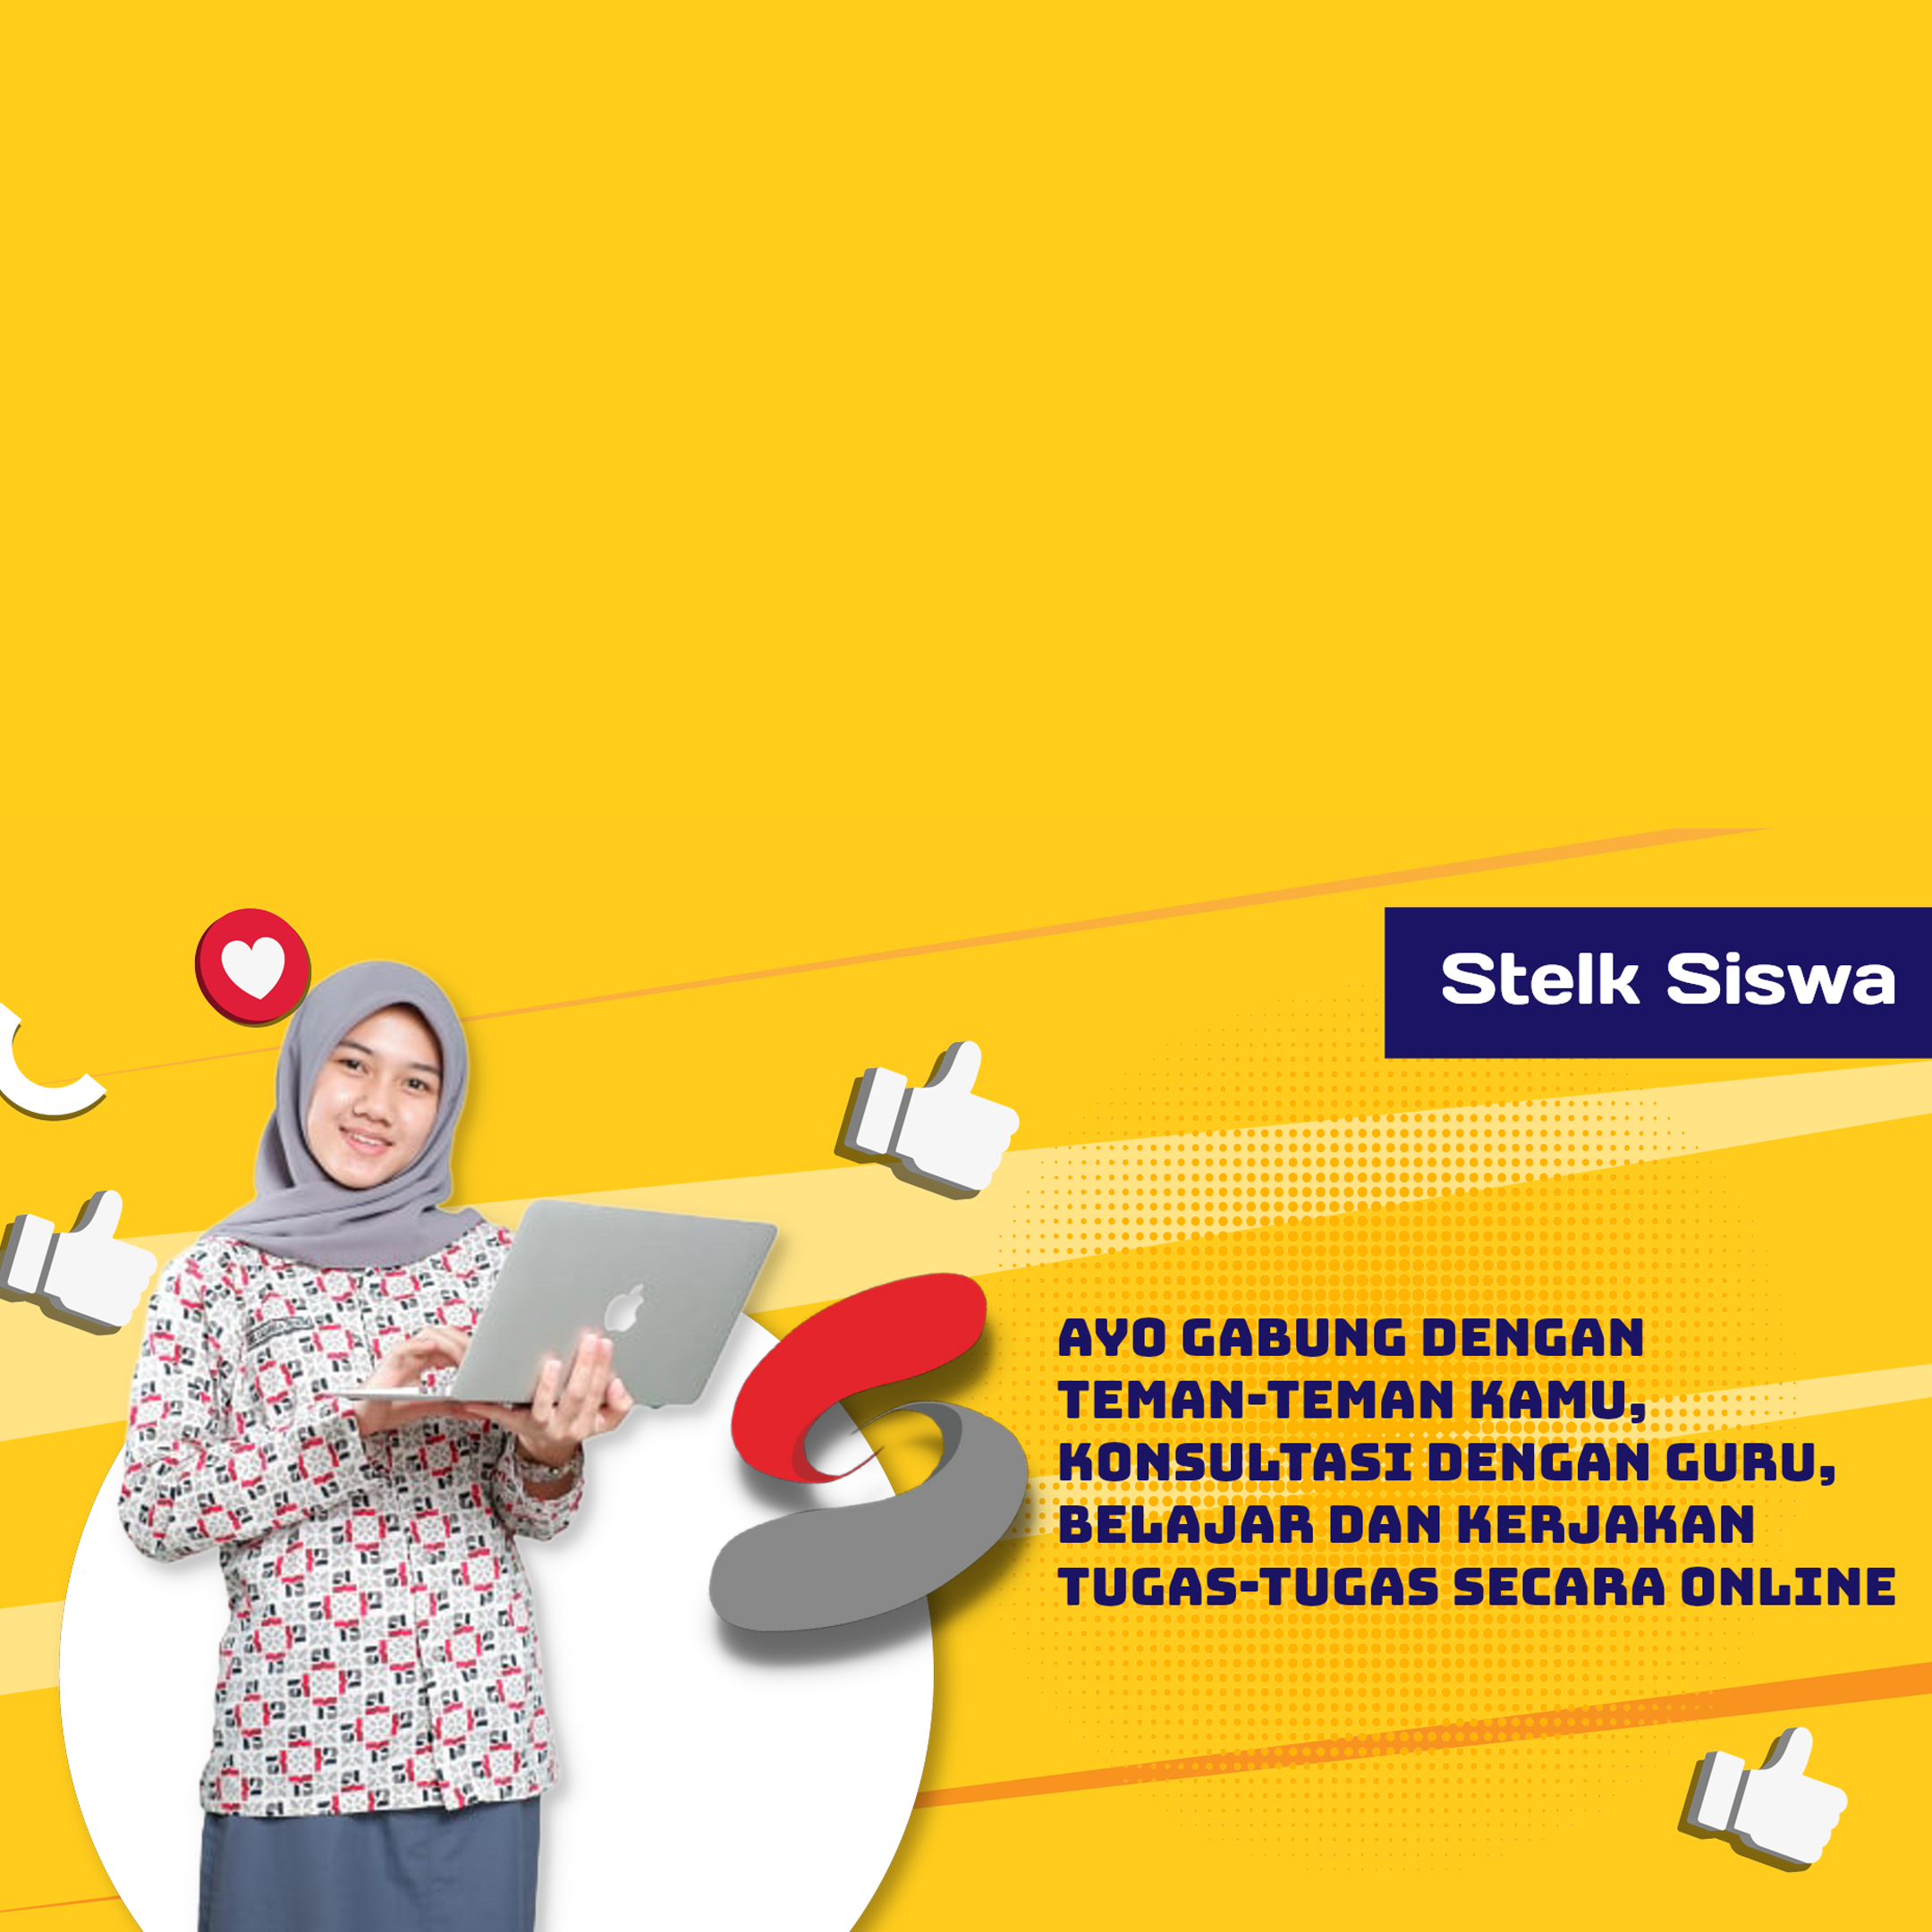 Stelk Siswa
AYO GABUNG DENGAN
TEMAN-TEMAN KAMU,
KONSULTASI DENGAN GURU,
BELAJAR DAN KERJAKAN
TUGAS-TUGAS SECARA ONLINE